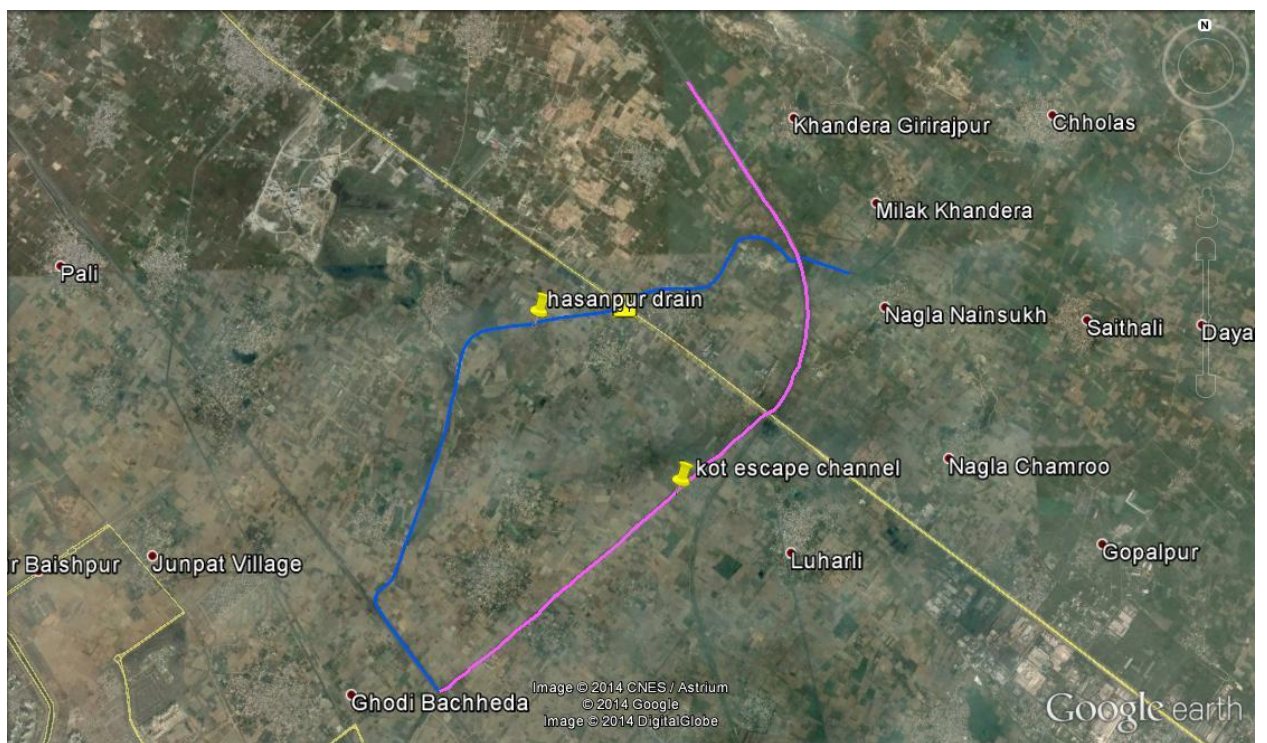 N
Khandera Girirajpur
Chholas
Milak Khandera
Pali
hasanpur drain
Nagla Nainsukh
Saithali
Daya
kot escape channel
Nagla Chamroo
r Baishpur
Junpat Village
Luharli
Gopalpur
Ghodi Bachheda
Image © 2014 CNES / Astrium
© 2014 Google
Image © 2014 DigitalGlobe
Google earth